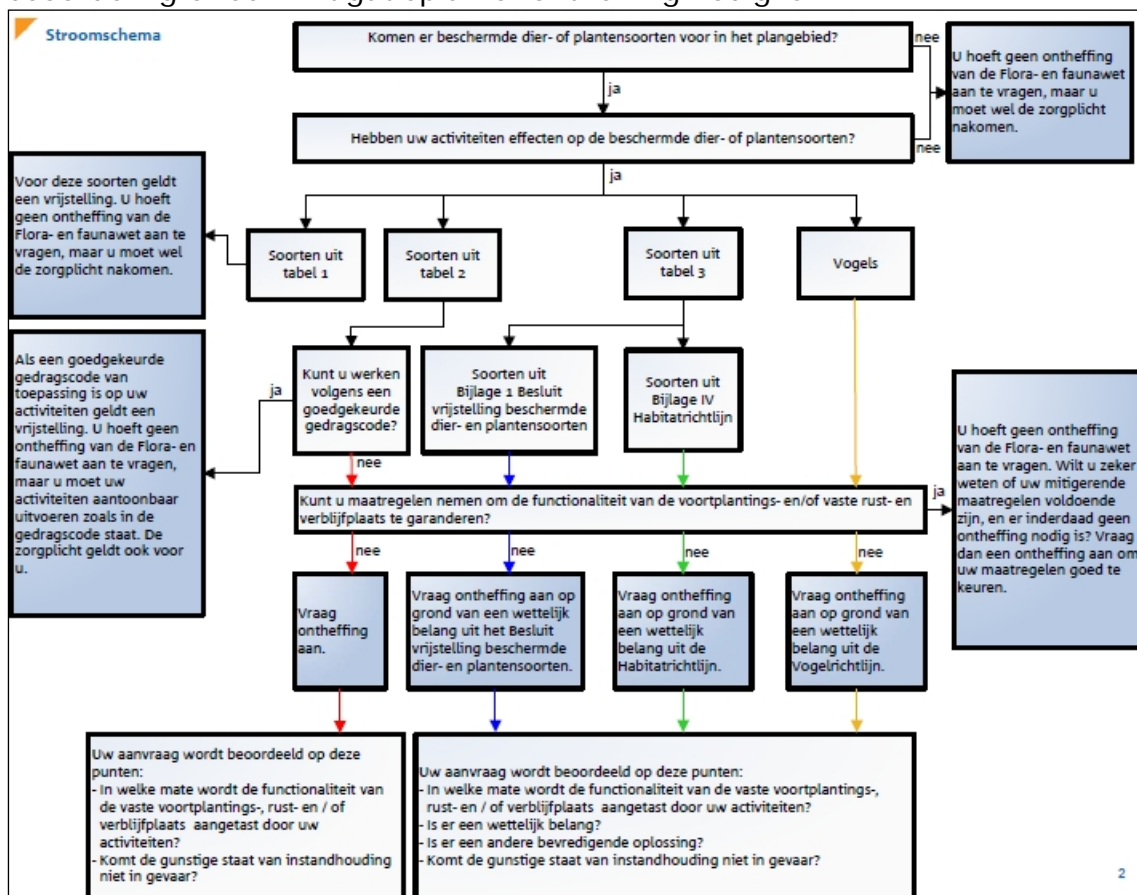 Stroomschema
Komen er beschermde dier- of plantensoorten voor in het plangebied?
nee
U hoeft geen ontheffing
van de Flora- en faunawet
aan te vragen, maar u
moet wel de zorgplicht
nakomen.
ja
Hebben uw activiteiten effecten op de beschermde dier- of plantensoorten?
nee
ja
Voor deze soorten geldt
een vrijstelling. U hoeft
geen ontheffing van de
Flora- en faunawet aan te
vragen, maar u moet wel
de zorgplicht nakomen.
Soorten uit
tabel 1
Soorten uit
tabel 2
Soorten uit
tabel 3
Vogels
Als een goedgekeurde
gedragscode van
toepassing is op uw
activiteiten geldt een
vrijstelling. U hoeft geen
ontheffing van de Flora- en
faunawet aan te vragen,
maar u moet uw
activiteiten aantoonbaar
uitvoeren zoals in de
gedragscode staat. De
zorgplicht geldt ook voor
u.
ja
Kunt u werken
volgens een
goedgekeurde
gedragscode?
Soorten uit
Bijlage 1 Besluit
vrijstelling beschermde
dier- en plantensoorten
Soorten uit
Bijlage IV
Habitatrichtlijn
nee
Kunt u maatregelen nemen om de functionaliteit van de voortplantings- en/of vaste rust- en
verblijfplaats te garanderen?
ja
U hoeft geen ontheffing
van de Flora- en faunawet
aan te vragen. Wilt u zeker
weten of uw mitigerende
maatregelen voldoende
zijn, en er inderdaad geen
ontheffing nodig is? Vraag
dan een ontheffing aan om
uw maatregelen goed te
keuren.
nee
nee
nee
nee
Vraag
ontheffing
aan.
Vraag ontheffing aan op
grond van een wettelijk
belang uit het Besluit
vrijstelling beschermde
dier- en plantensoorten.
Vraag ontheffing
aan op grond van
een wettelijk
belang uit de
Habitatrichtlijn.
Vraag ontheffing
aan op grond van
een wettelijk
belang uit de
Vogelrichtlijn.
Uw aanvraag wordt beoordeeld op deze
punten:
- In welke mate wordt de functionaliteit van
de vaste voortplantings-, rust- en / of
verblijfplaats aangetast door uw
activiteiten?
- Komt de gunstige staat van instandhouding
niet in gevaar?
Uw aanvraag wordt beoordeeld op deze punten:
- In welke mate wordt de functionaliteit van de vaste voortplantings-,
rust- en / of verblijfplaats aangetast door uw activiteiten?
- Is er een wettelijk belang?
- Is er een andere bevredigende oplossing?
- Komt de gunstige staat van instandhouding niet in gevaar?
2